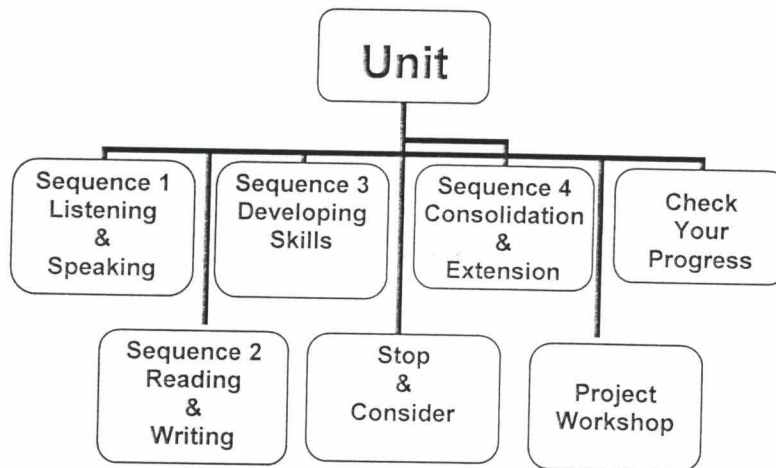 Unit
Sequence 1
Listening
&
Speaking
Sequence 3
Developing
Skills
Sequence 4
Consolidation
&
Extension
Check
Your
Progress
Sequence 2
Reading
&
Writing
Stop
&
Consider
Project
Workshop